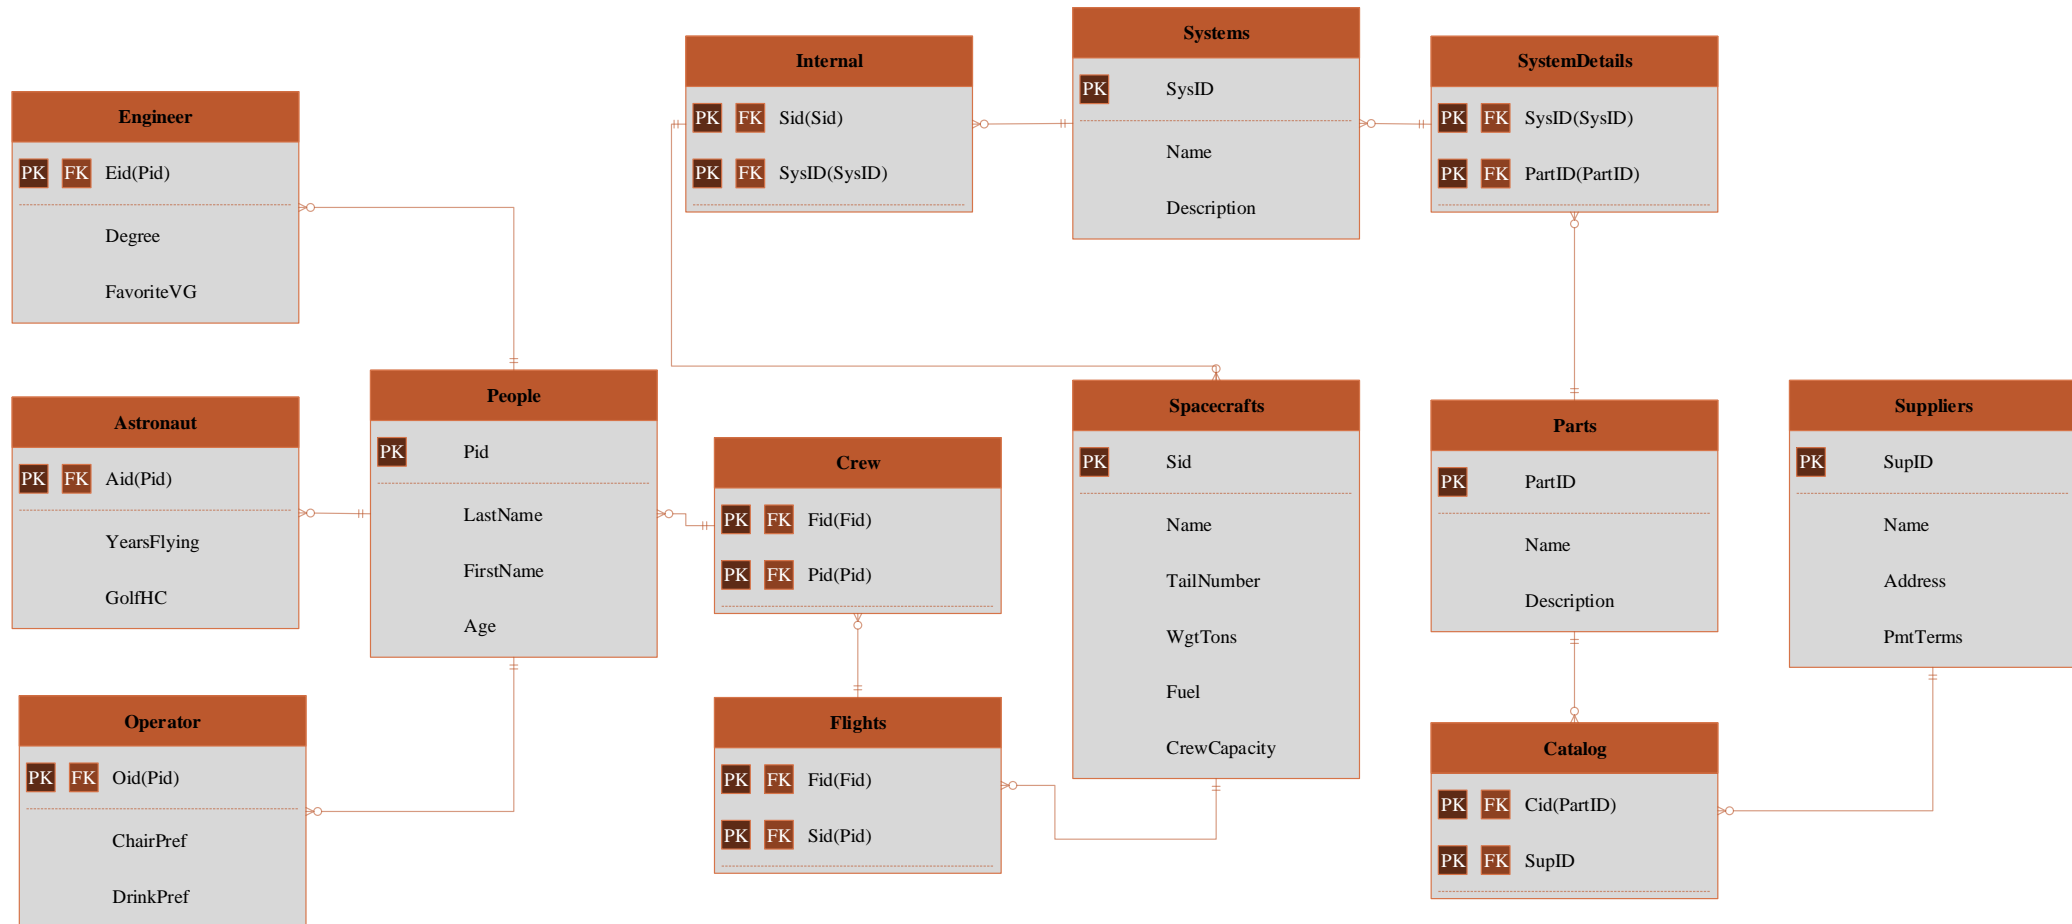 Engineer
PK FK Eid(Pid)
Degree
FavoriteVG
Astronaut
PK FK Aid(Pid)
YearsFlying
GolfHC
Operator
PK FK Oid(Pid)
ChairPref
DrinkPref
People
PK Pid
LastName
FirstName
Age
Internal
PK FK Sid(Sid)
PK FK SysID(SysID)
Crew
PK FK Fid(Fid)
PK FK Pid(Pid)
Flights
PK FK Fid(Fid)
PK FK Sid(Pid)
Systems
PK SysID
Name
Description
Spacecrafts
PK Sid
Name
TailNumber
WgtTons
Fuel
CrewCapacity
SystemDetails
PK FK SysID(SysID)
PK FK PartID(PartID)
Parts
PK PartID
Name
Description
Catalog
PK FK Cid(PartID)
PK FK SupID
Suppliers
PK SupID
Name
Address
PmtTerms